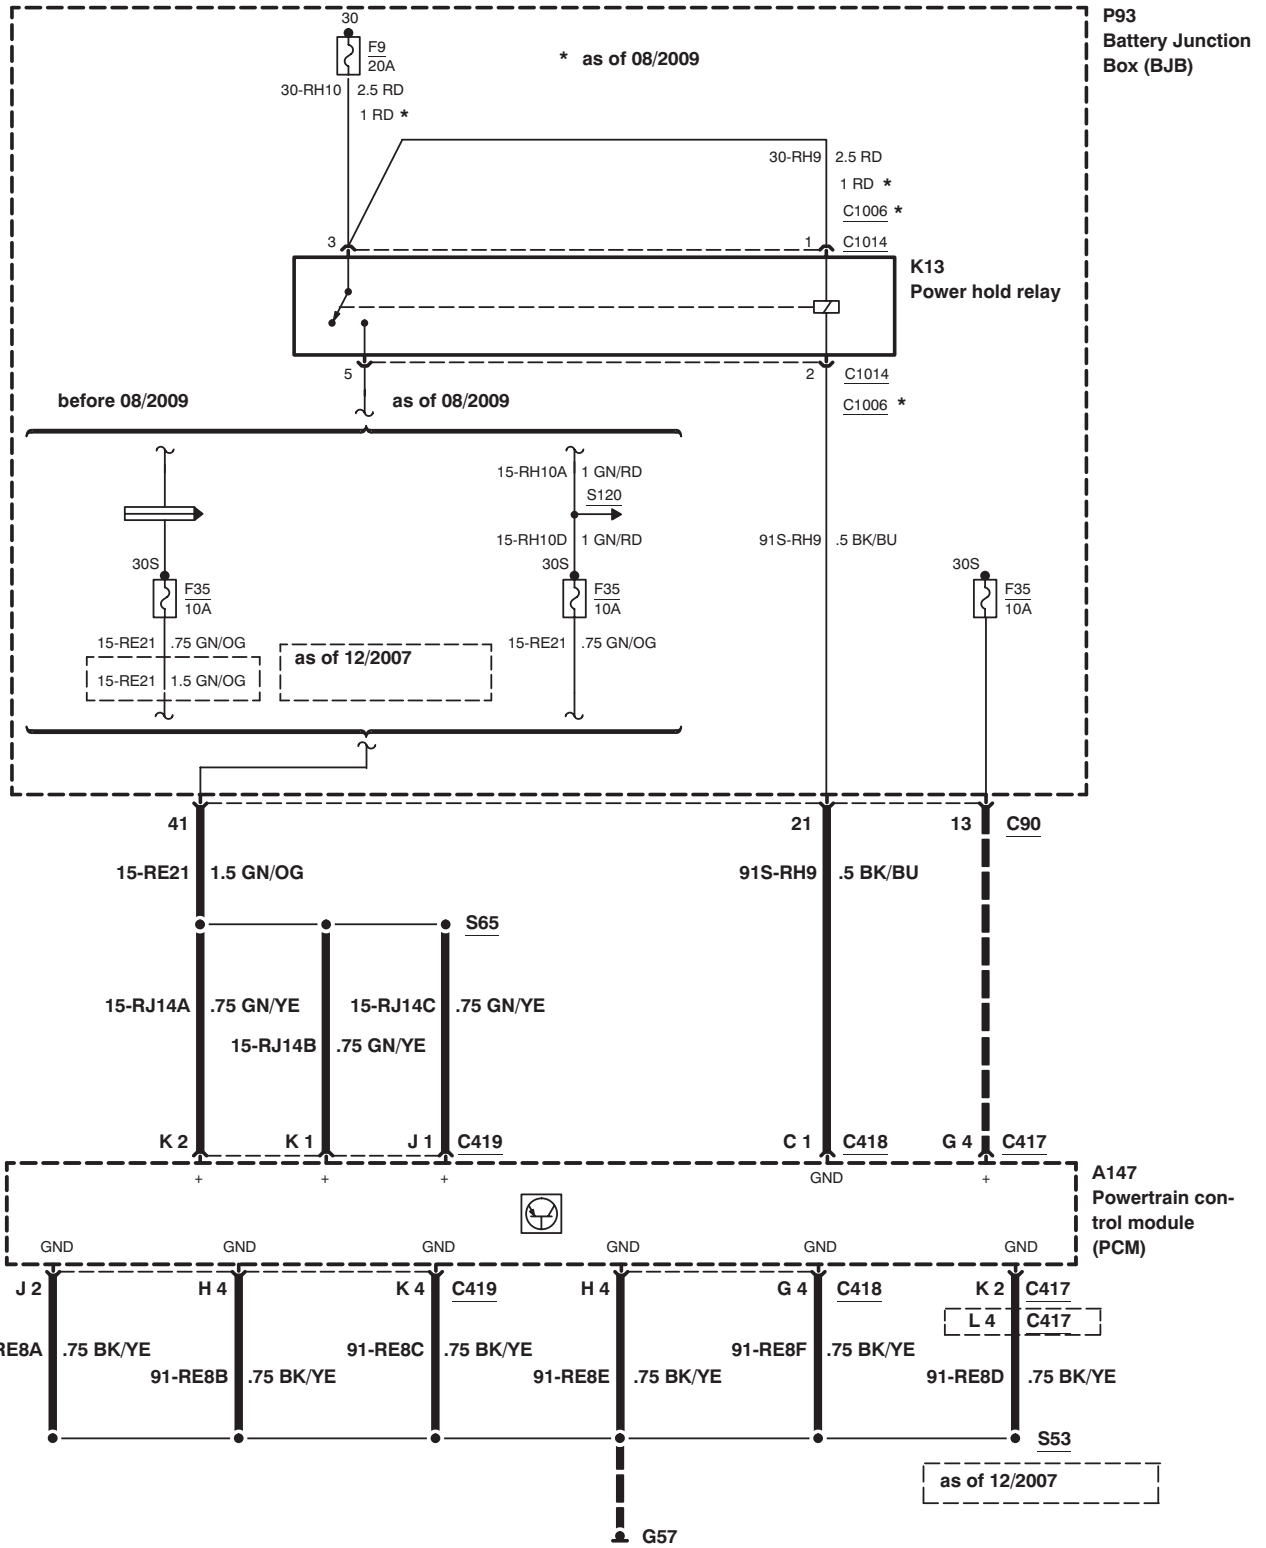 P93
Battery Junction
Box (BJB)
30
F9
20A
* as of 08/2009
30-RH10 2.5 RD
1 RD *
30-RH9 2.5 RD
1 RD *
C1006 *
3
1 C1014
K13
Power hold relay
5
2 C1014
C1006 *
before 08/2009
as of 08/2009
15-RH10A 1 GN/RD
S120
15-RH10D 1 GN/RD
91S-RH9 .5 BK/BU
30S
30S
30S
F35
10A
F35
10A
F35
10A
15-RE21 .75 GN/OG
15-RE21 .75 GN/OG
as of 12/2007
15-RE21 1.5 GN/OG
41
21
13 C90
15-RE21 1.5 GN/OG
91S-RH9 .5 BK/BU
S65
15-RJ14A .75 GN/YE
15-RJ14C .75 GN/YE
15-RJ14B .75 GN/YE
K 2
K 1
J 1 C419
C 1 C418
G 4 C417
+
+
+
GND
+
A147
Powertrain con-
trol module
(PCM)
GND
GND
GND
GND
GND
GND
J 2
H 4
K 4 C419
H 4
G 4 C418
K 2 C417
L 4 C417
RE8A .75 BK/YE
91-RE8C .75 BK/YE
91-RE8F .75 BK/YE
91-RE8B .75 BK/YE
91-RE8E .75 BK/YE
91-RE8D .75 BK/YE
S53
as of 12/2007
G57